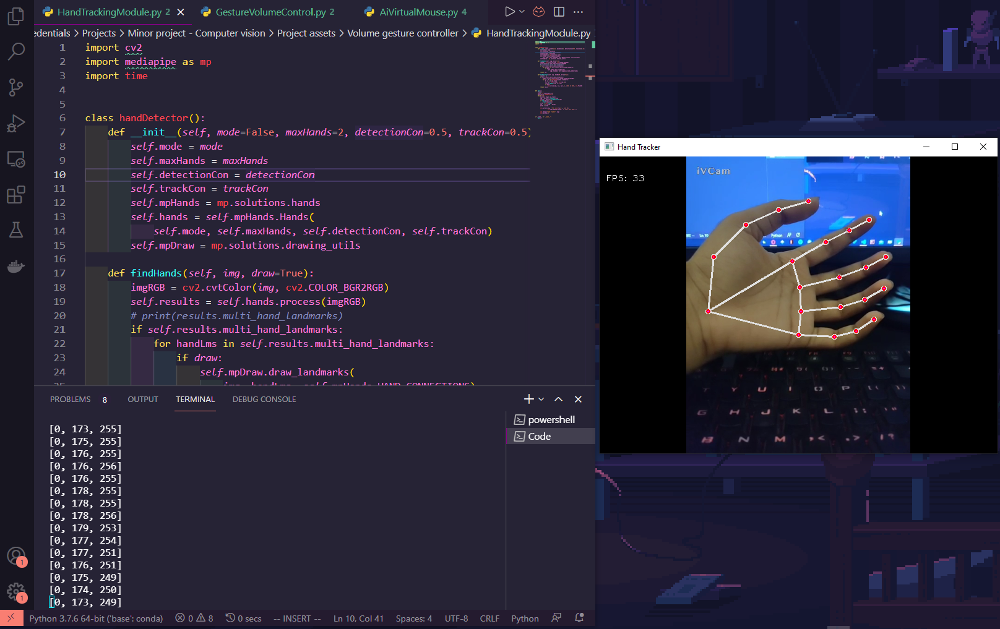 HandTrackingModule.py 2
GestureVolumeControl.py 2
AiVirtualMouse.py 4
edentials > Projects > Minor project - Computer vision > Project assets > Volume gesture controller > HandTrackingModule.py
1 import cv2
2 import mediapipe as mp
3 import time
4
5
6 class handDetector():
7 def __init__(self, mode=False, maxHands=2, detectionCon=0.5, trackCon=0.5)
8 self.mode = mode
9 self.maxHands = maxHands
10 self.detectionCon = detectionCon
11 self.trackCon = trackCon
12 self.mpHands = mp.solutions.hands
13 self.hands = self.mpHands.Hands(
14 self.mode, self.maxHands, self.detectionCon, self.trackCon)
15 self.mpDraw = mp.solutions.drawing_utils
16
17 def findHands(self, img, draw=True):
18 imgRGB = cv2.cvtColor(img, cv2.COLOR_BGR2RGB)
19 self.results = self.hands.process(imgRGB)
20 # print(results.multi_hand_landmarks)
21 if self.results.multi_hand_landmarks:
22 for handLms in self.results.multi_hand_landmarks:
23 if draw:
24 self.mpDraw.draw_landmarks(
25 img, handLms, self.mpHands.HAND_CONNECTIONS)
PROBLEMS 8 OUTPUT TERMINAL DEBUG CONSOLE
powershell
Code
[0, 173, 255]
[0, 175, 255]
[0, 176, 255]
[0, 176, 256]
[0, 176, 255]
[0, 178, 255]
[0, 178, 255]
[0, 178, 256]
[0, 179, 253]
[0, 177, 254]
[0, 177, 251]
[0, 176, 251]
[0, 175, 249]
[0, 174, 250]
[0, 173, 249]
1
1
Python 3.7.6 64-bit ('base': conda) 0 8 0 secs -- INSERT -- Ln 10, Col 41 Spaces: 4 UTF-8 CRLF Python
Hand Tracker
iVCam
FPS: 33
Python
T Y U I O P
G H J K L
B N M